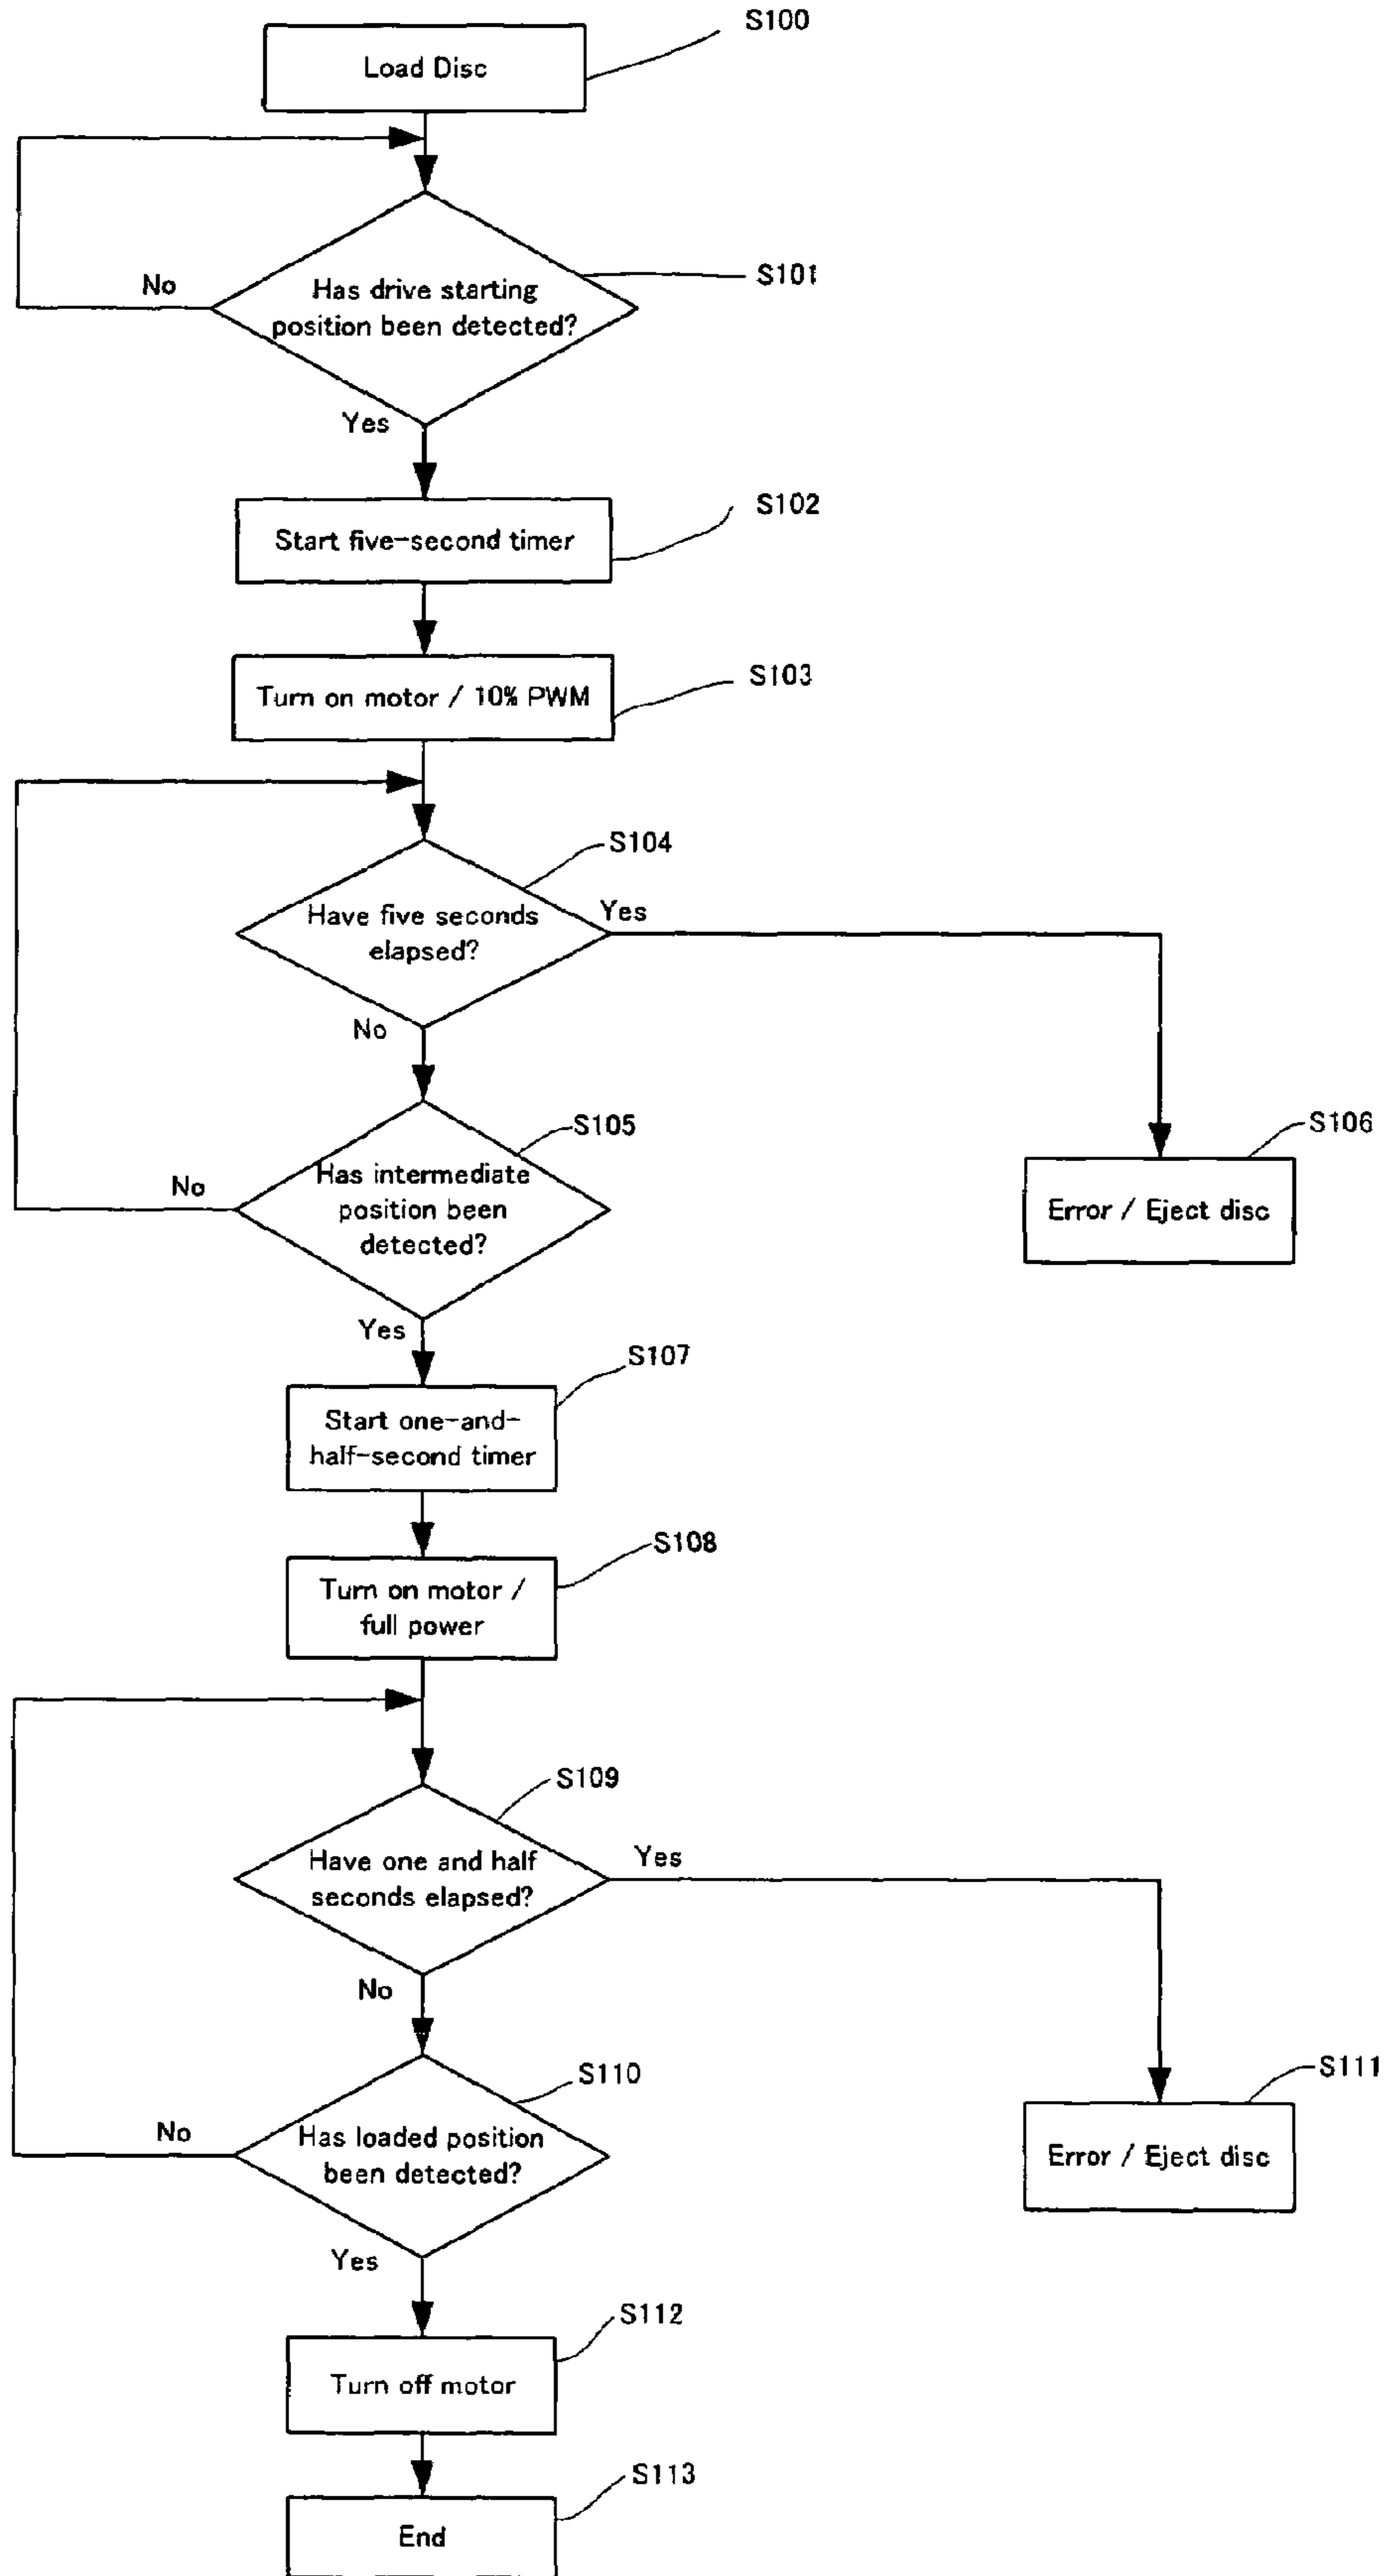 S100
Load Disc
No
S101
Has drive starting
position been detected?
Yes
S102
Start five-second timer
S103
Turn on motor / 10% PWM
S104
Have five seconds
elapsed?
Yes
No
S105
Has intermediate
position been
detected?
No
S106
Error / Eject disc
Yes
S107
Start one-and-
half-second timer
S108
Turn on motor /
full power
S109
Have one and half
seconds elapsed?
Yes
No
S110
Has loaded position
been detected?
No
S111
Error / Eject disc
Yes
S112
Turn off motor
S113
End